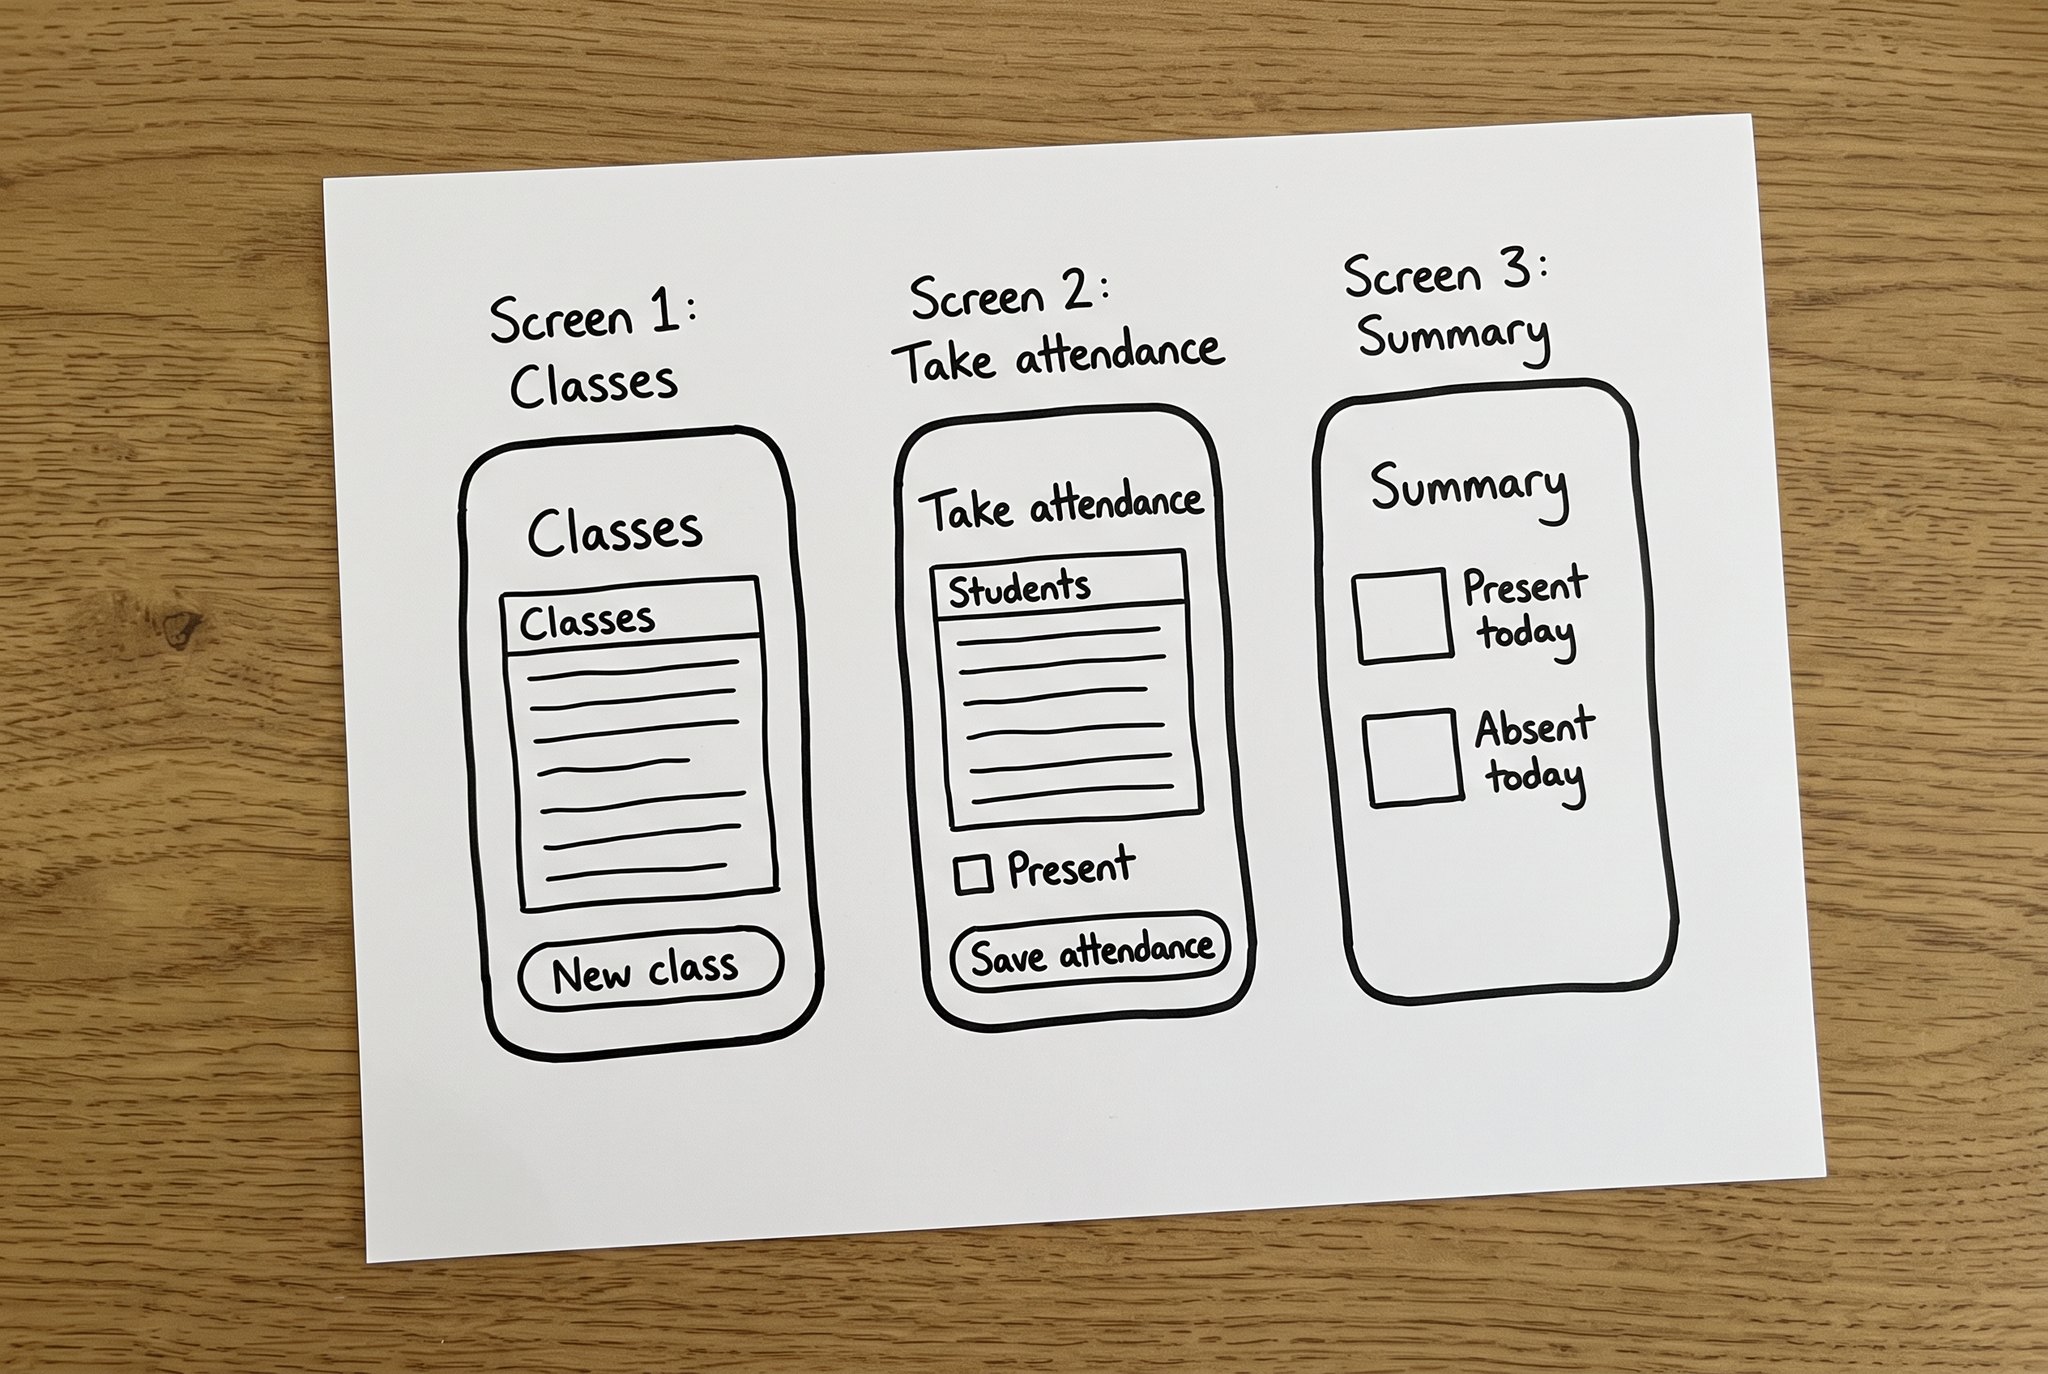 Screen 1:
Classes
Classes
Classes
New class
Screen 2:
Take attendance
Take attendance
Students
Present
Save attendance
Screen 3:
Summary
Summary
Present
today
Absent
today